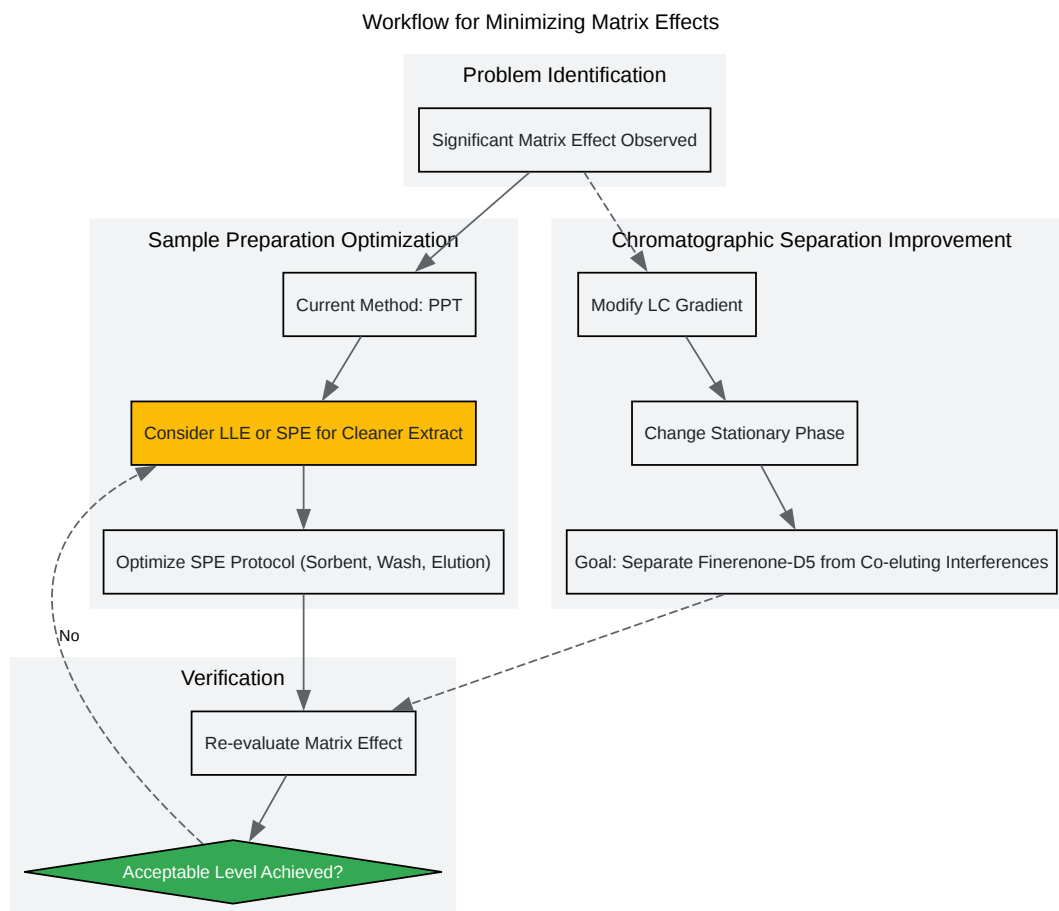 Workflow for Minimizing Matrix Effects
Problem Identification
Significant Matrix Effect Observed
Sample Preparation Optimization
Chromatographic Separation Improvement
Current Method: PPT
Modify LC Gradient
Consider LLE or SPE for Cleaner Extract
Change Stationary Phase
Optimize SPE Protocol (Sorbent, Wash, Elution)
Goal: Separate Finerenone-D5 from Co-eluting Interferences
No
Verification
Re-evaluate Matrix Effect
Acceptable Level Achieved?